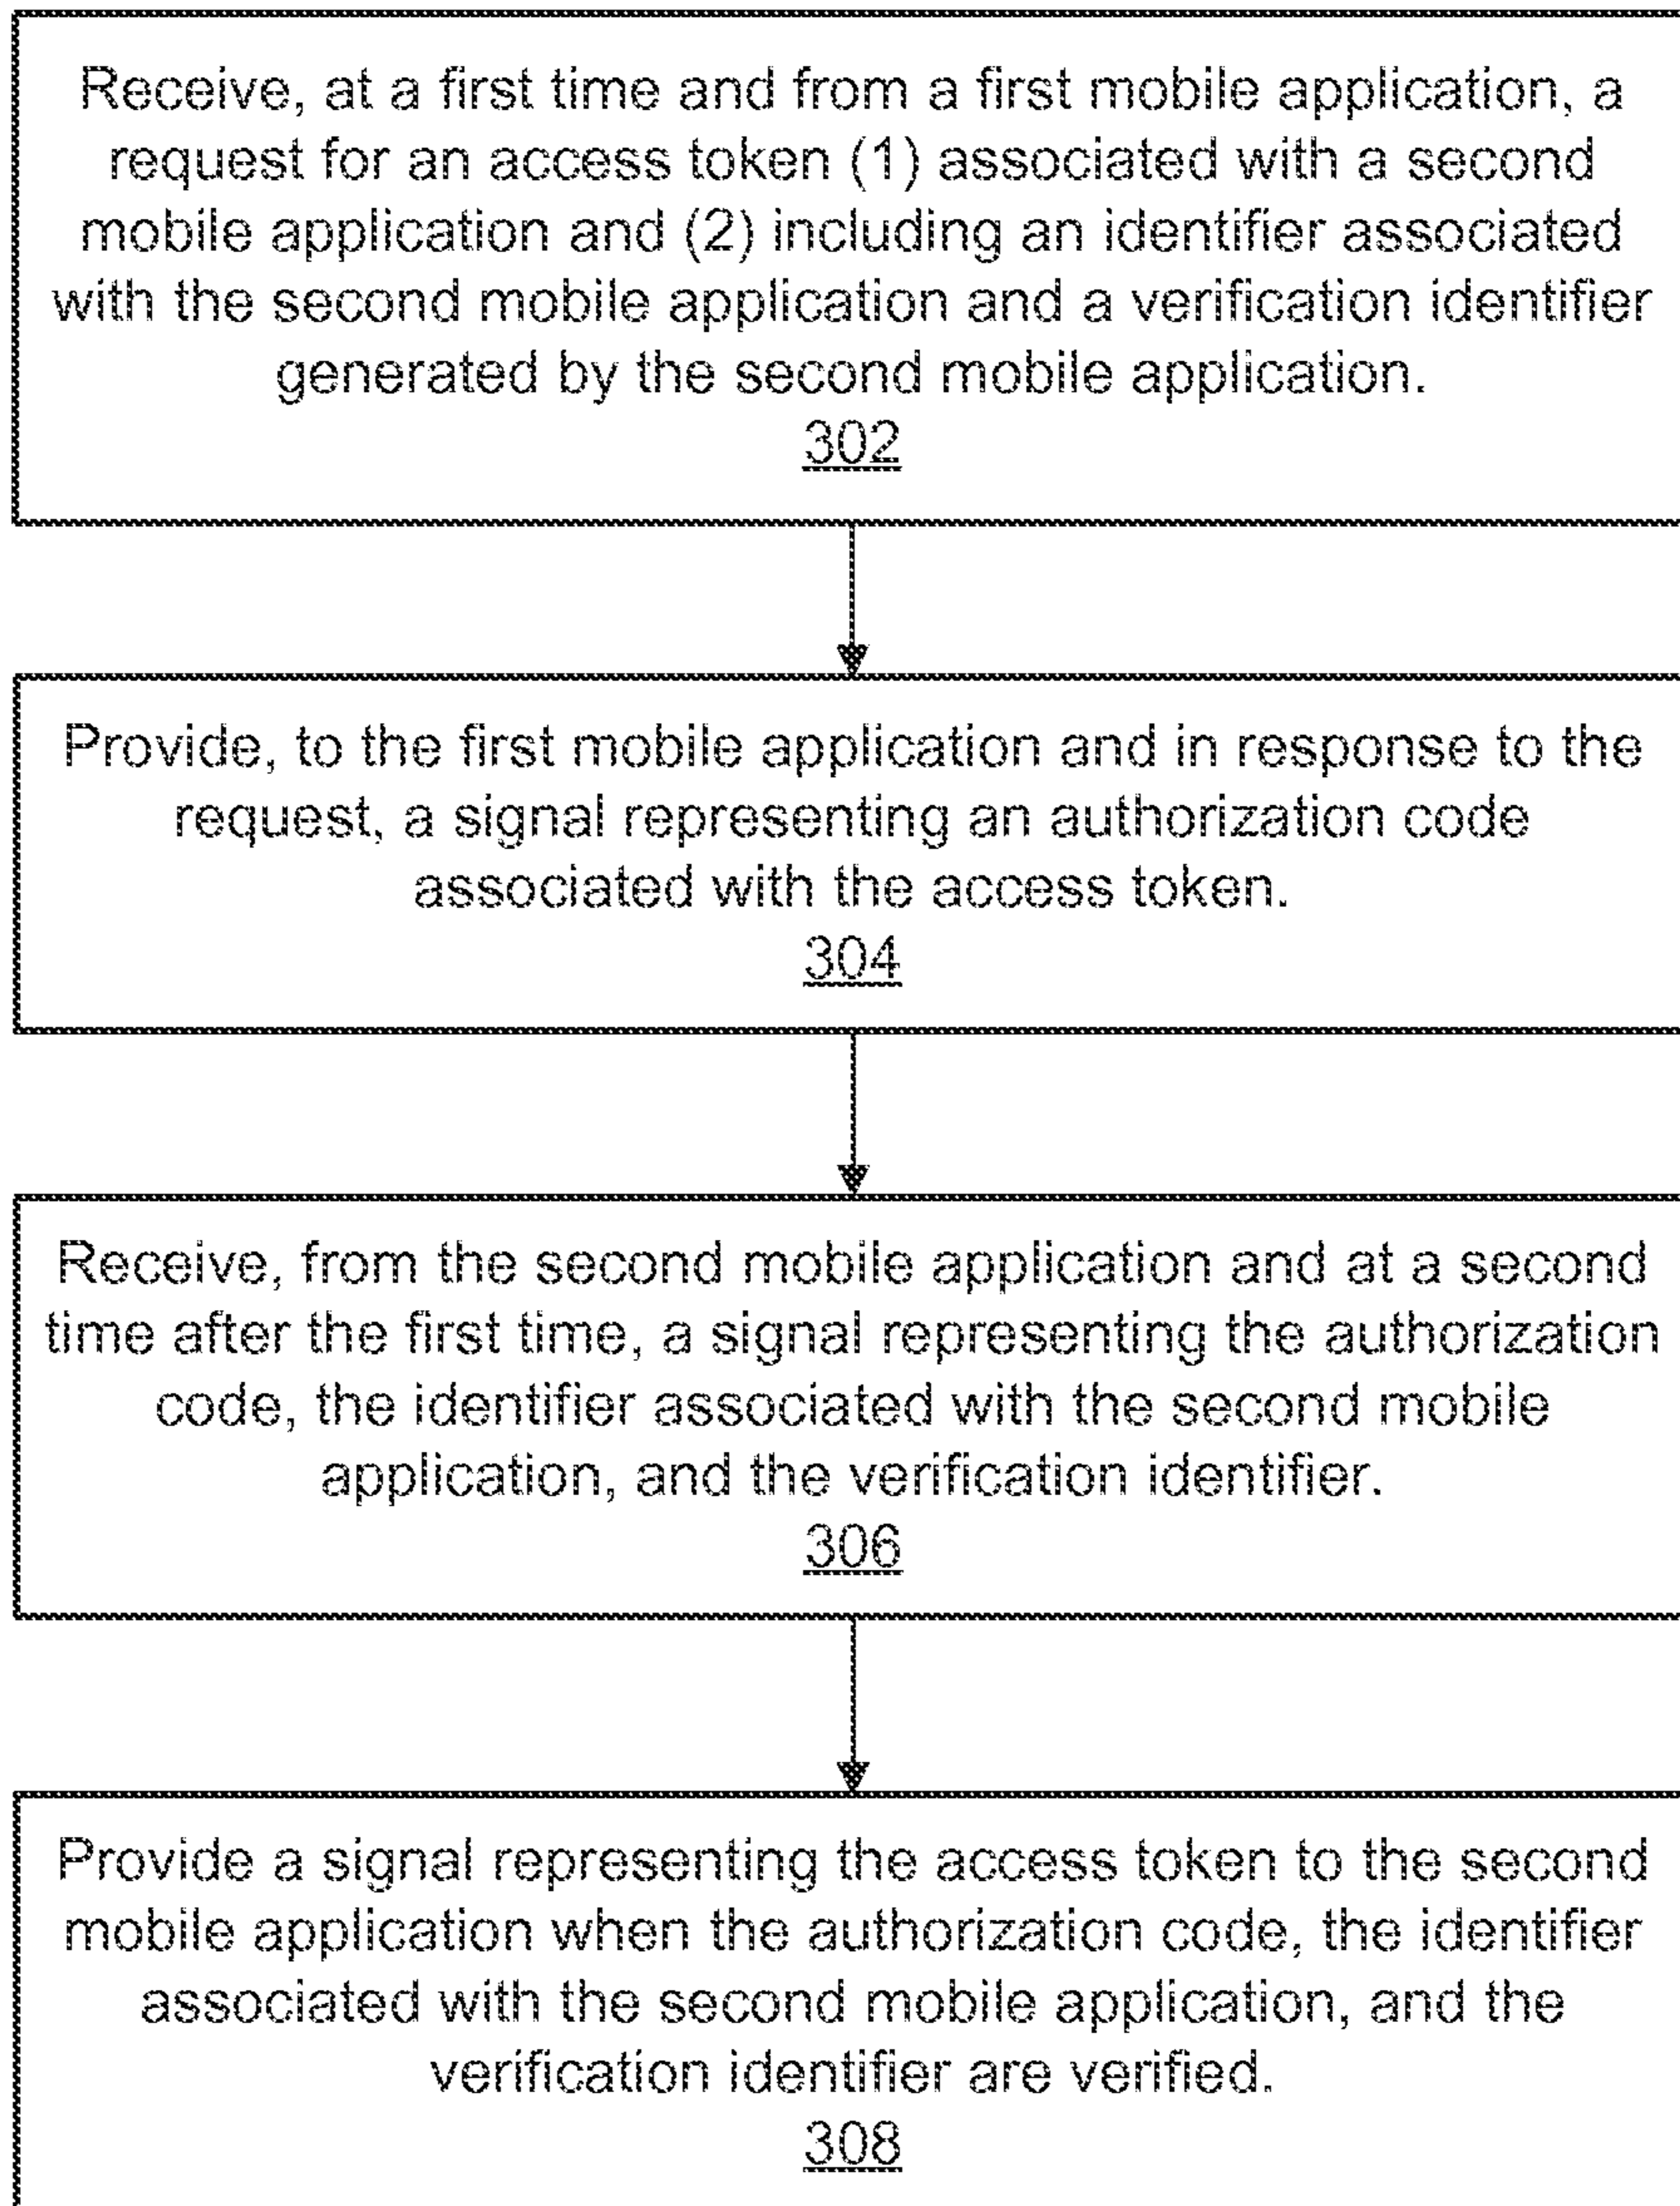 Receive, at a first time and from a first mobile application, a
request for an access token (1) associated with a second
mobile application and (2) including an identifier associated
with the second mobile application and a verification identifier
generated by the second mobile application.
302
Provide, to the first mobile application and in response to the
request, a signal representing an authorization code
associated with the access token.
304
Receive, from the second mobile application and at a second
time after the first time, a signal representing the authorization
code, the identifier associated with the second mobile
application, and the verification identifier.
306
Provide a signal representing the access token to the second
mobile application when the authorization code, the identifier
associated with the second mobile application, and the
verification identifier are verified.
308